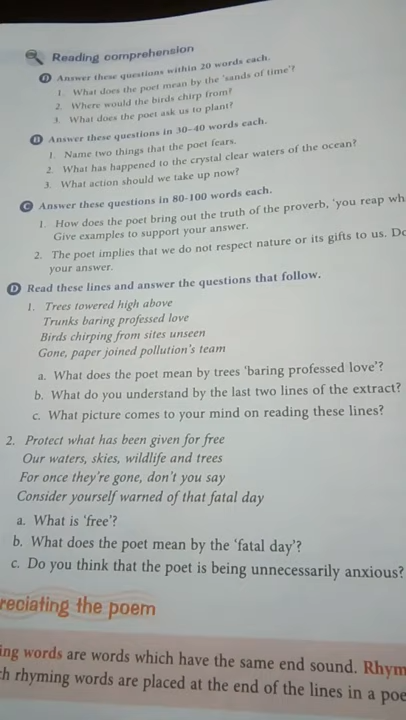 Reading comprehension
A Answer these questions within 20 words each.
1. What does the poet mean by the 'sands of time'?
2. Where would the birds chirp from?
3. What does the poet ask us to plant?
B Answer these questions in 30–40 words each.
1. Name two things that the poet fears.
2. What has happened to the crystal clear waters of the ocean?
3. What action should we take up now?
C Answer these questions in 80-100 words each.
1. How does the poet bring out the truth of the proverb, 'you reap wh
Give examples to support your answer.
2. The poet implies that we do not respect nature or its gifts to us. Do
your answer.
D Read these lines and answer the questions that follow.
1. Trees towered high above
Trunks baring professed love
Birds chirping from sites unseen
Gone, paper joined pollution's team
a. What does the poet mean by trees 'baring professed love'?
b. What do you understand by the last two lines of the extract?
c. What picture comes to your mind on reading these lines?
2. Protect what has been given for free
Our waters, skies, wildlife and trees
For once they're gone, don't you say
Consider yourself warned of that fatal day
a. What is 'free'?
b. What does the poet mean by the 'fatal day'?
c. Do you think that the poet is being unnecessarily anxious?
reciating the poem
ing words are words which have the same end sound. Rhym
h rhyming words are placed at the end of the lines in a poe